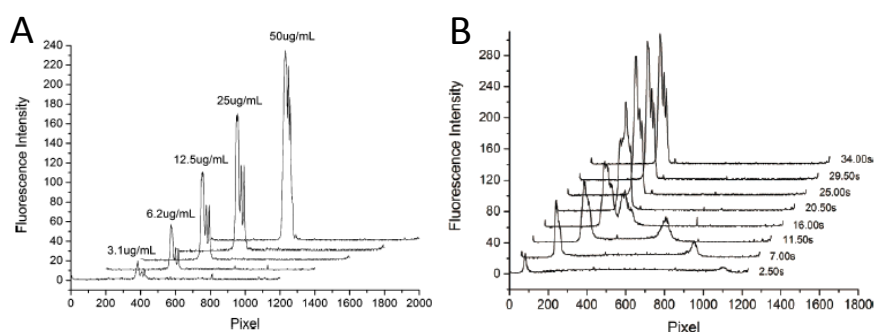 A
240
220
200
180
160
140
120
100
80
60
40
20
0
Fluorescence Intensity
3.1ug/mL
6.2ug/mL
12.5ug/mL
25ug/mL
50ug/mL
0 200 400 600 800 1000 1200 1400 1600 1800 2000
Pixel
B
280
240
200
160
120
80
40
0
Fluorescence Intensity
34.00s
29.50s
25.00s
20.50s
16.00s
11.50s
7.00s
2.50s
0 200 400 600 800 1000 1200 1400 1600 1800
Pixel